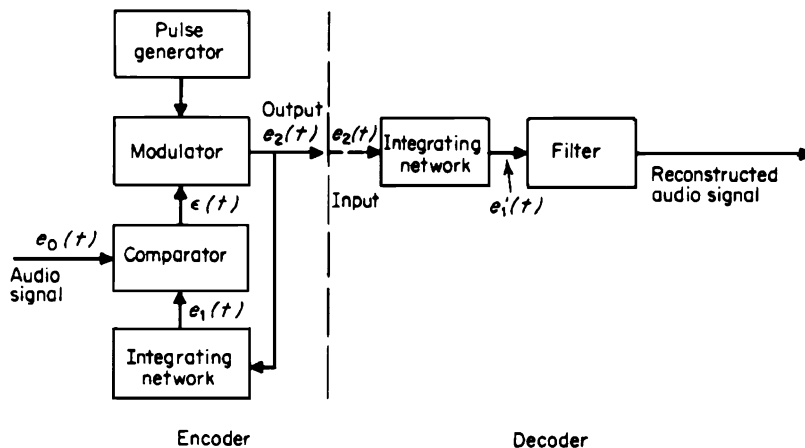 Pulse
generator
Modulator
Output
e₂(t)
e₂(t)
Input
Integrating
network
e₁′(t)
Filter
Reconstructed
audio signal
ϵ(t)
e₀(t)
Audio
signal
Comparator
e₁(t)
Integrating
network
Encoder
Decoder